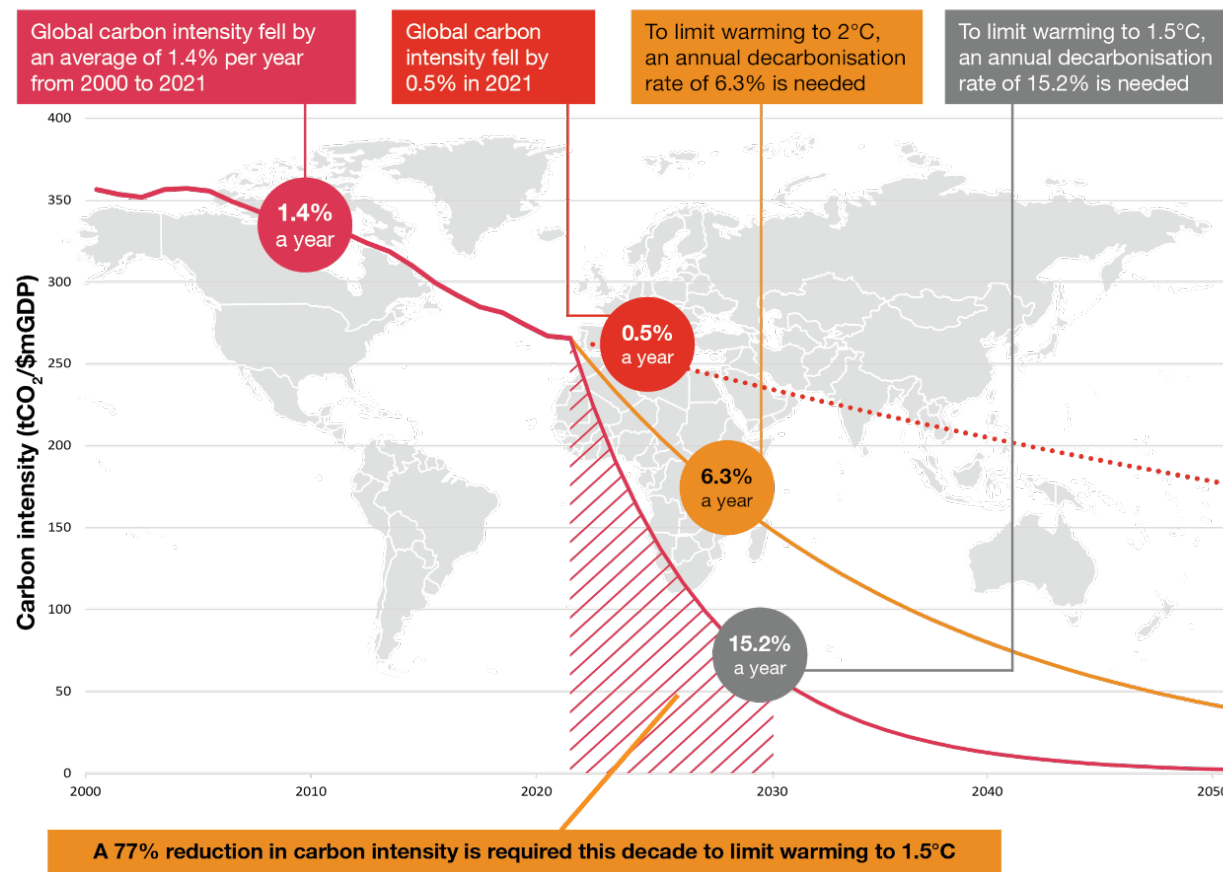 Global carbon intensity fell by
an average of 1.4% per year
from 2000 to 2021
Global carbon
intensity fell by
0.5% in 2021
To limit warming to 2°C,
an annual decarbonisation
rate of 6.3% is needed
To limit warming to 1.5°C,
an annual decarbonisation
rate of 15.2% is needed
Carbon intensity (tCO₂/$mGDP)
400
350
300
250
200
150
100
50
0
1.4%
a year
0.5%
a year
6.3%
a year
15.2%
a year
2000
2010
2020
2030
2040
2050
A 77% reduction in carbon intensity is required this decade to limit warming to 1.5°C